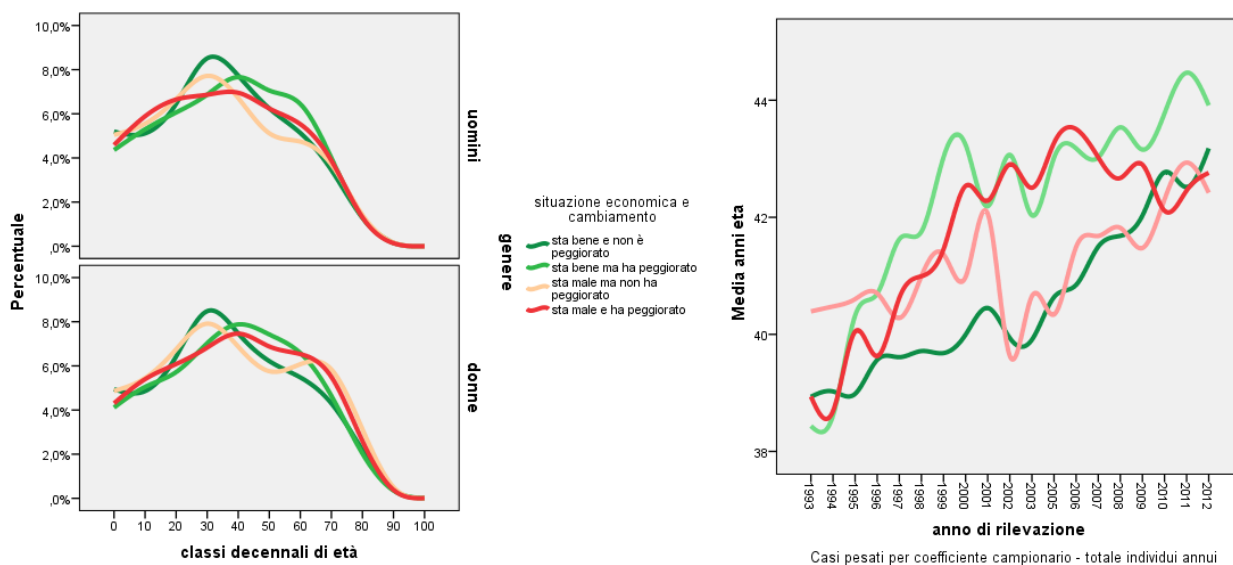 10,0%
8,0%
6,0%
4,0%
2,0%
,0%
uomini
10,0%
8,0%
6,0%
4,0%
2,0%
,0%
donne
Percentuale
genere
0 10 20 30 40 50 60 70 80 90 100
classi decennali di età
situazione economica e
cambiamento
sta bene e non è
peggiorato
sta bene ma ha peggiorato
sta male ma non ha
peggiorato
sta male e ha peggiorato
Media anni eta
44
42
40
38
1993 1994 1995 1996 1997 1998 1999 2000 2001 2002 2003 2004 2005 2006 2007 2008 2009 2010 2011 2012
anno di rilevazione
Casi pesati per coefficiente campionario - totale individui annui